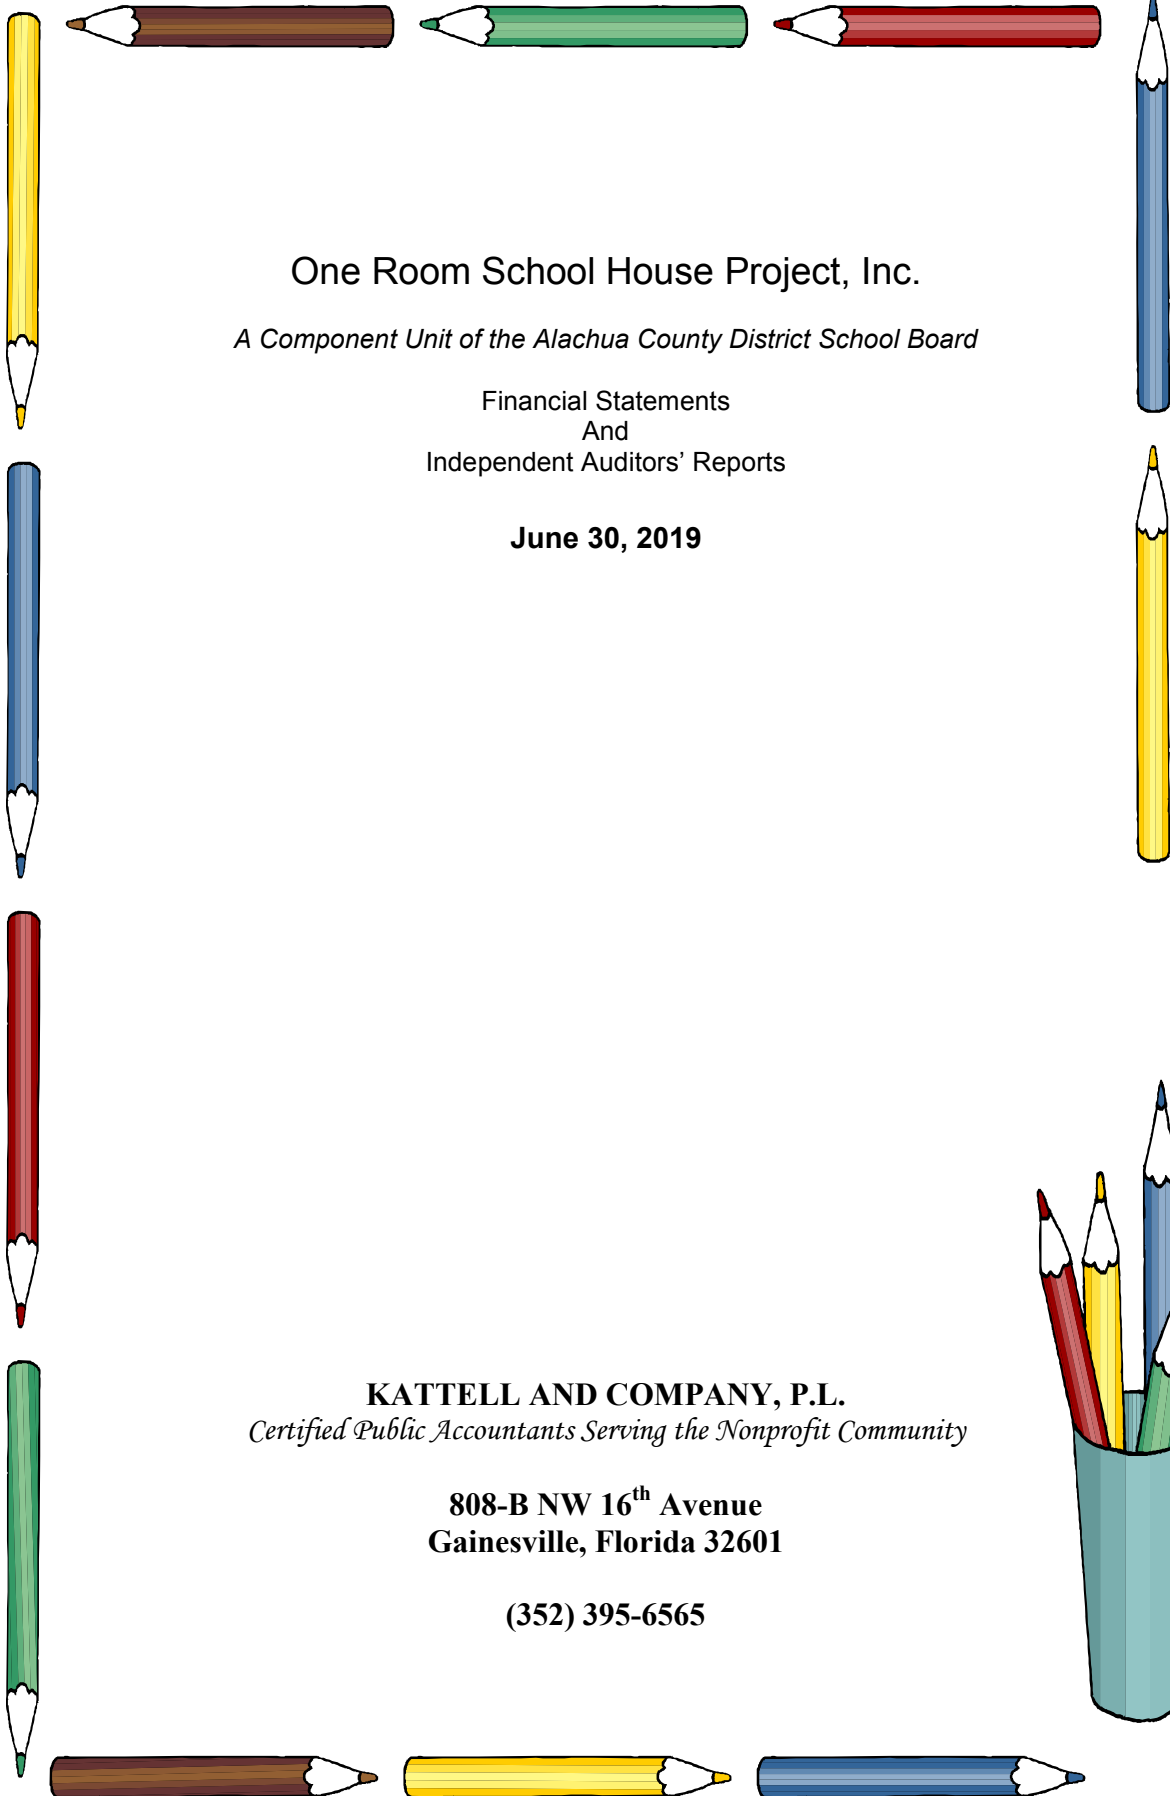 One Room School House Project, Inc.
A Component Unit of the Alachua County District School Board
Financial Statements
And
Independent Auditors’ Reports
June 30, 2019
KATTELL AND COMPANY, P.L.
Certified Public Accountants Serving the Nonprofit Community
808-B NW 16th Avenue
Gainesville, Florida 32601
(352) 395-6565